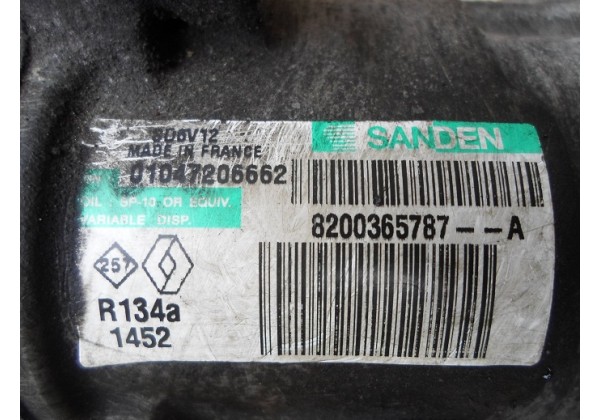 SD6V12
SANDEN
MADE IN FRANCE
01047206662
OIL : SP-10 OR EQUIV.
VARIABLE DISP.
8200365787--A
257
R134a
1452